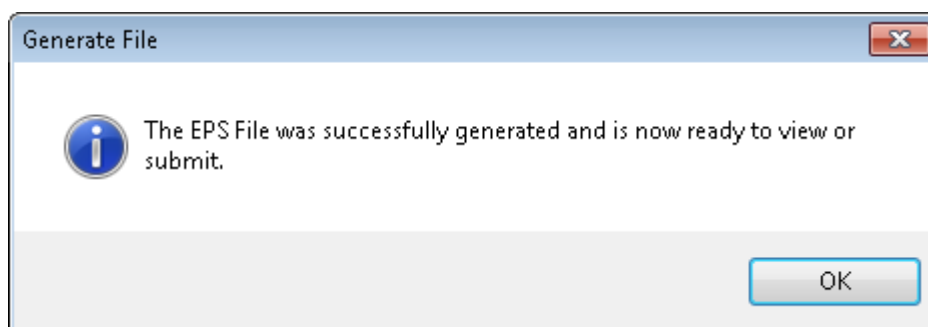 Generate File
The EPS File was successfully generated and is now ready to view or
submit.
OK